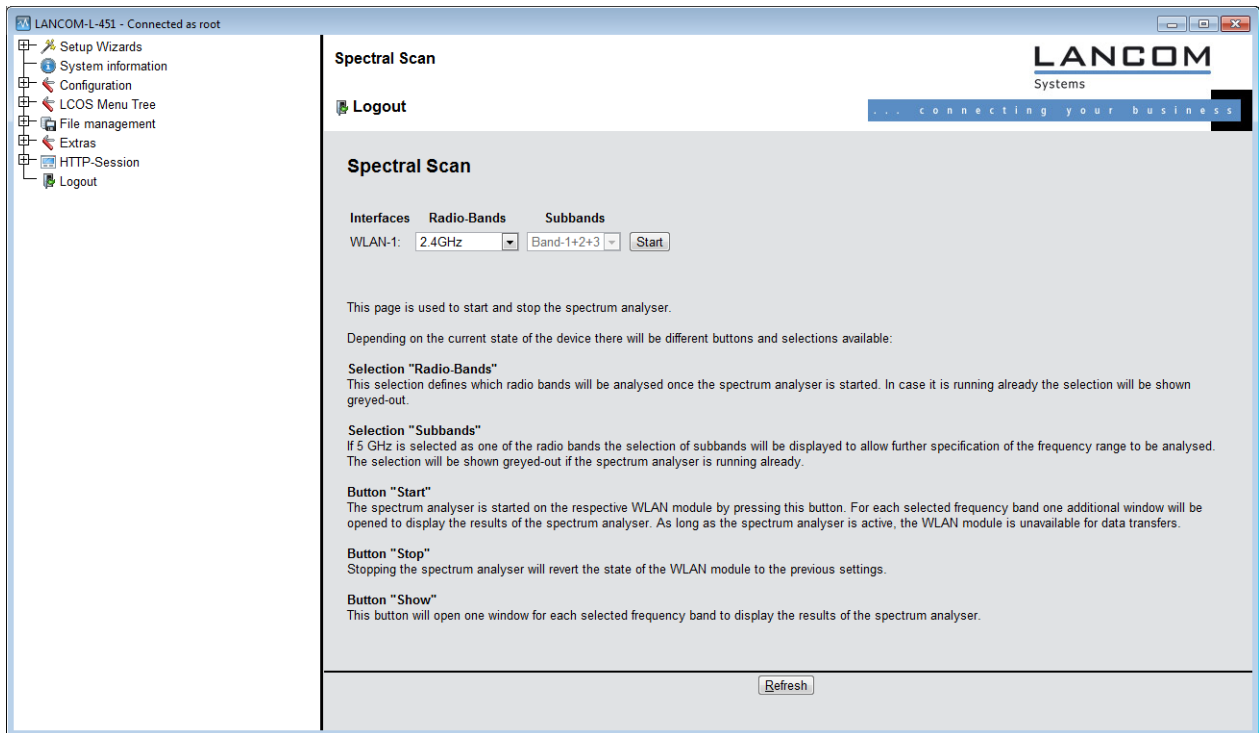 LANCOM-L-451 - Connected as root
Setup Wizards
System information
Configuration
LCOS Menu Tree
File management
Extras
HTTP-Session
Logout
Spectral Scan
LANCOM
Systems
Logout
... connecting your business
Spectral Scan
Interfaces Radio-Bands Subbands
WLAN-1: 2.4GHz Band-1+2+3 Start
This page is used to start and stop the spectrum analyser.
Depending on the current state of the device there will be different buttons and selections available:
Selection "Radio-Bands"
This selection defines which radio bands will be analysed once the spectrum analyser is started. In case it is running already the selection will be shown
greyed-out.
Selection "Subbands"
If 5 GHz is selected as one of the radio bands the selection of subbands will be displayed to allow further specification of the frequency range to be analysed.
The selection will be shown greyed-out if the spectrum analyser is running already.
Button "Start"
The spectrum analyser is started on the respective WLAN module by pressing this button. For each selected frequency band one additional window will be
opened to display the results of the spectrum analyser. As long as the spectrum analyser is active, the WLAN module is unavailable for data transfers.
Button "Stop"
Stopping the spectrum analyser will revert the state of the WLAN module to the previous settings.
Button "Show"
This button will open one window for each selected frequency band to display the results of the spectrum analyser.
Refresh